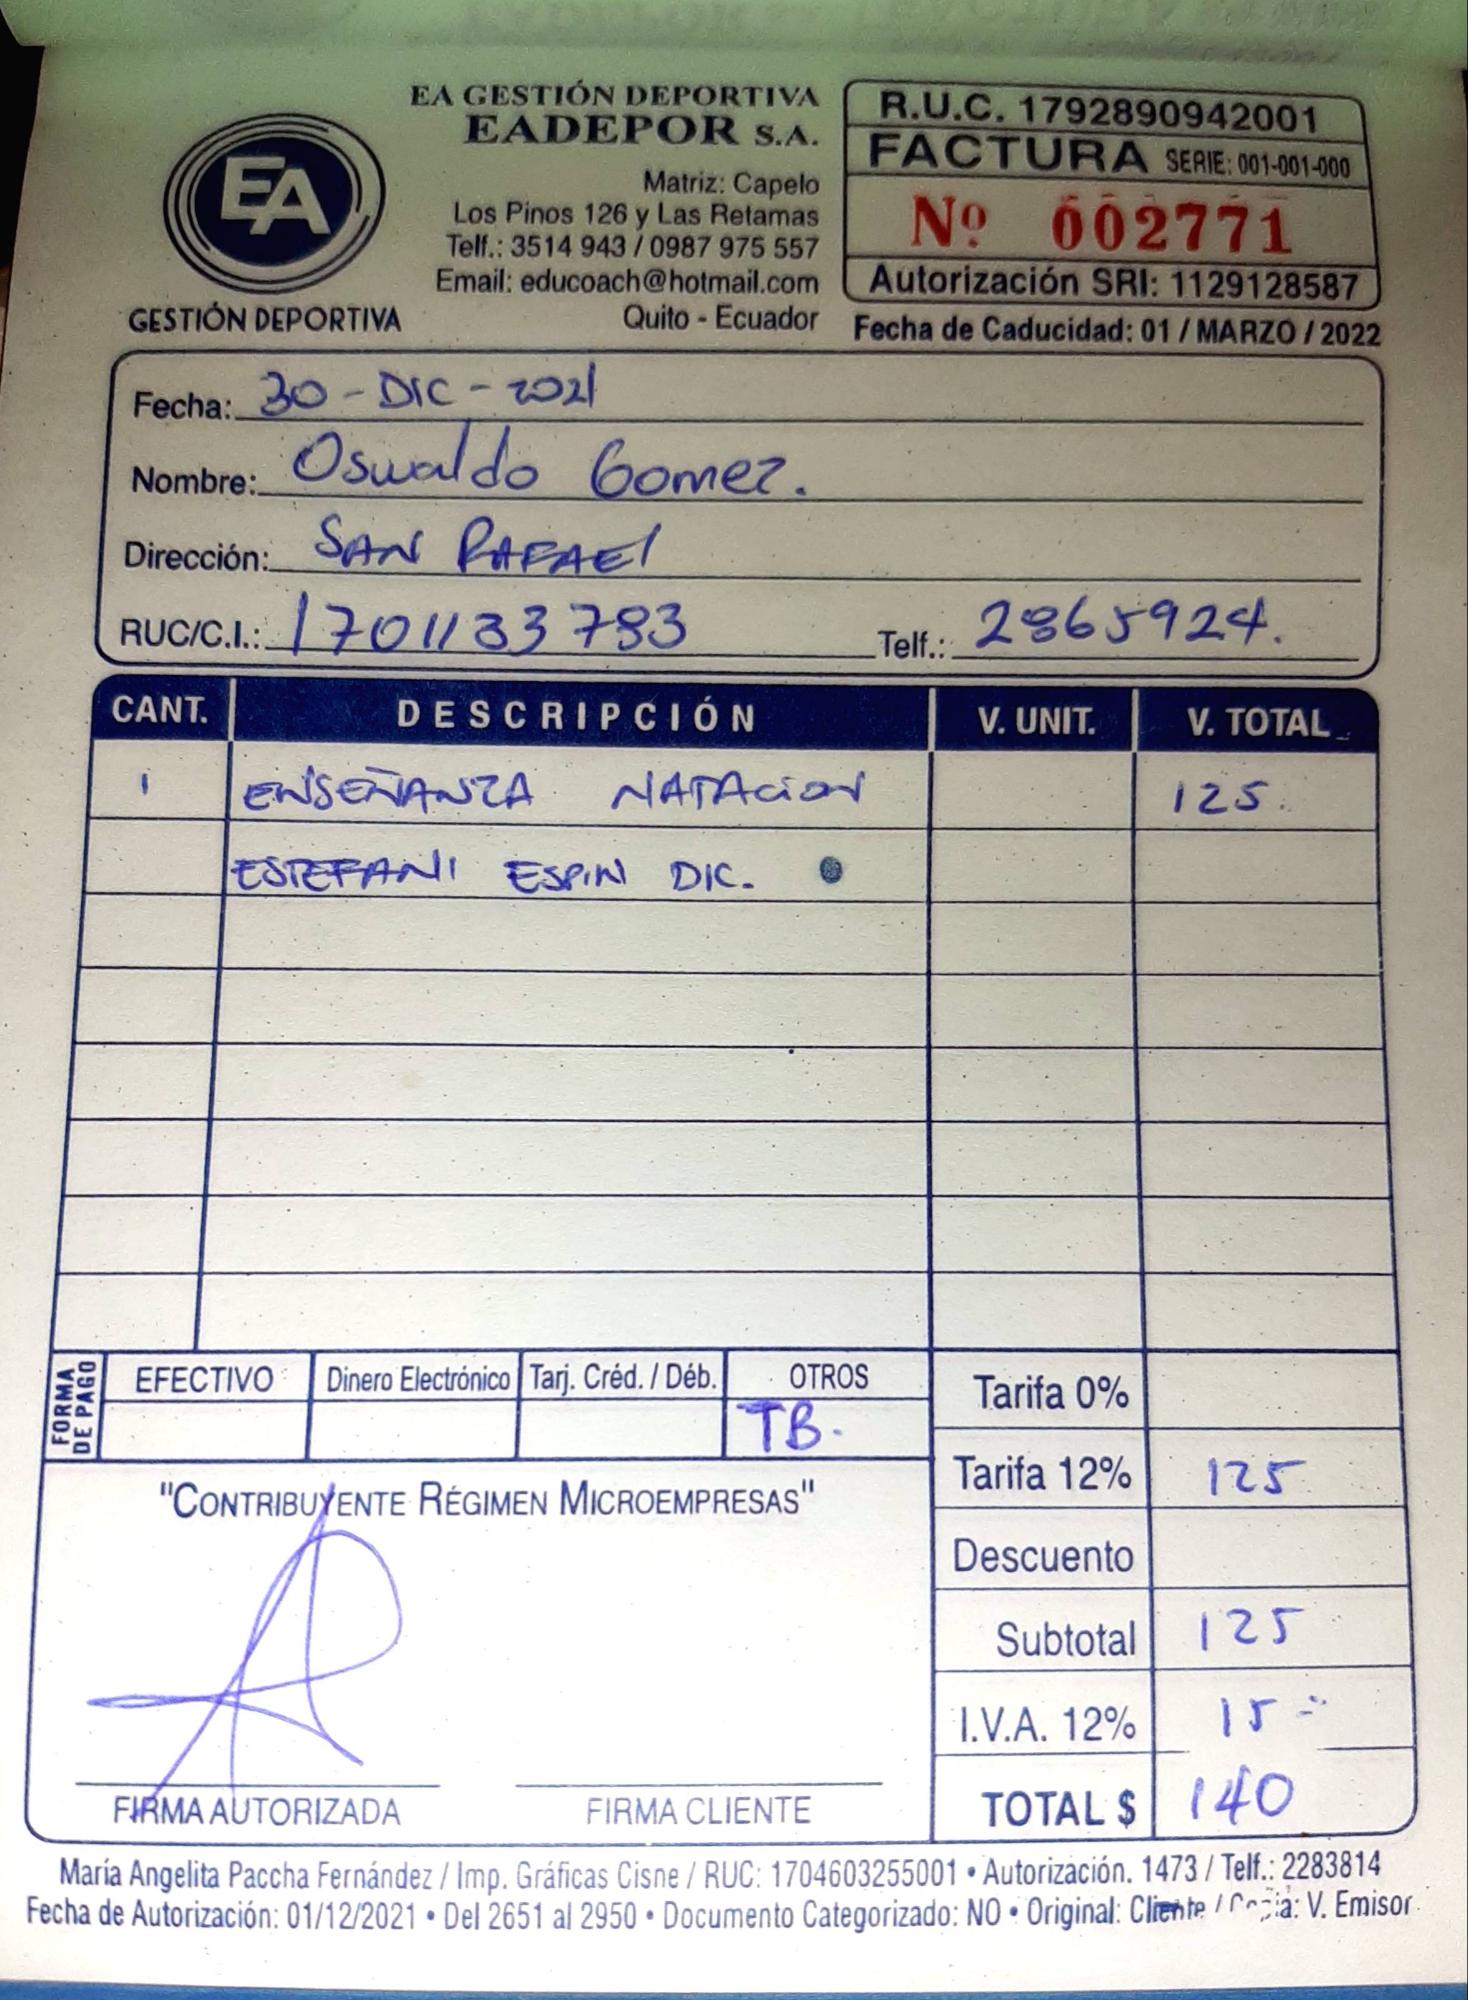 EA GESTIÓN DEPORTIVA
EADEPOR S.A.
Matriz: Capelo
Los Pinos 126 y Las Retamas
Telf.: 3514 943 / 0987 975 557
Email: educoach@hotmail.com
Quito - Ecuador
EA
GESTIÓN DEPORTIVA
R.U.C. 1792890942001
FACTURA SERIE: 001-001-000
Nº 002771
Autorización SRI: 1129128587
Fecha de Caducidad: 01 / MARZO / 2022
Fecha: 30 - DIC - 2021
Nombre: Oswaldo Gomez.
Dirección: SAN RAFAEl
RUC/C.I.: 1701133783 Telf.: 2865924.
CANT. DESCRIPCIÓN V. UNIT. V. TOTAL
1 ENSEÑANZA NATACION 125.
ESTEFANI ESPIN DIC.
FORMA DE PAGO
EFECTIVO Dinero Electrónico Tarj. Créd. / Déb. OTROS
TB.
Tarifa 0%
Tarifa 12% 125
Descuento
Subtotal 125
I.V.A. 12% 15 -
TOTAL $ 140
"CONTRIBUYENTE RÉGIMEN MICROEMPRESAS"
FIRMA AUTORIZADA FIRMA CLIENTE
María Angelita Paccha Fernández / Imp. Gráficas Cisne / RUC: 1704603255001 • Autorización. 1473 / Telf.: 2283814
Fecha de Autorización: 01/12/2021 • Del 2651 al 2950 • Documento Categorizado: NO • Original: Cliente / V. Emisor